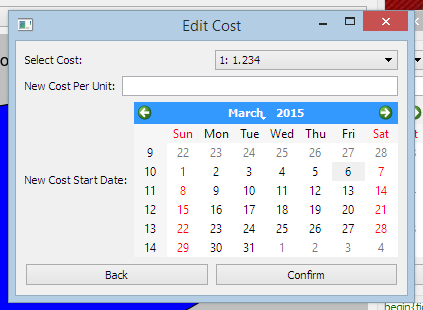 Edit Cost
Select Cost: 1: 1.234
New Cost Per Unit:
March, 2015
Sun Mon Tue Wed Thu Fri Sat
9 22 23 24 25 26 27 28
10 1 2 3 4 5 6 7
11 8 9 10 11 12 13 14
New Cost Start Date:
12 15 16 17 18 19 20 21
13 22 23 24 25 26 27 28
14 29 30 31 1 2 3 4
Back Confirm
begin{fig